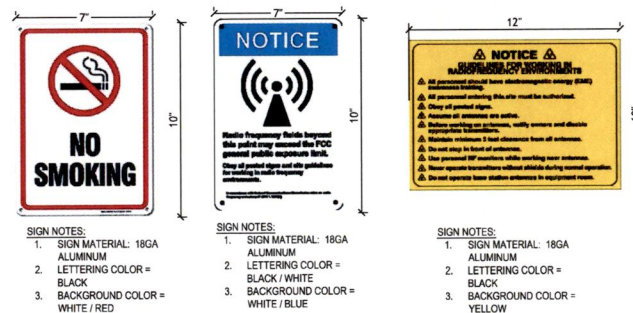 7"
10"
NO
SMOKING
SIGN NOTES:
1. SIGN MATERIAL: 18GA
ALUMINUM
2. LETTERING COLOR =
BLACK
3. BACKGROUND COLOR =
WHITE / RED
7"
10"
NOTICE
Radio frequency fields beyond
this point may exceed the FCC
general public exposure limit.
Obey all posted signs and site guidelines
for working in radio frequency
environments.
SIGN NOTES:
1. SIGN MATERIAL: 18GA
ALUMINUM
2. LETTERING COLOR =
BLACK / WHITE
3. BACKGROUND COLOR =
WHITE / BLUE
12"
NOTICE
GUIDELINES FOR WORKING IN
RADIOFREQUENCY ENVIRONMENTS
All personnel should have electromagnetic energy (EME)
awareness training.
All personnel entering this site must be authorized.
Obey all posted signs.
Assume all antennas are active.
Before working on antennas, notify owners and disable
appropriate transmitters.
Maintain minimum 3 feet clearance from all antennas.
Do not stop in front of antennas.
Use personal RF monitors while working near antennas.
Never operate transmitters without shields during normal operation.
Do not operate base station antennas in equipment room.
SIGN NOTES:
1. SIGN MATERIAL: 18GA
ALUMINUM
2. LETTERING COLOR =
BLACK
3. BACKGROUND COLOR =
YELLOW